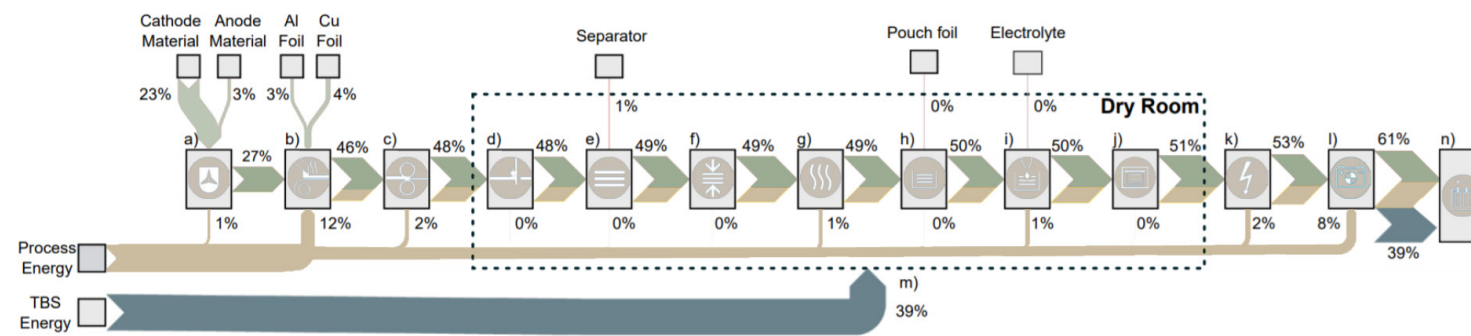 Cathode Material
Anode Material
Al Foil
Cu Foil
Separator
Pouch foil
Electrolyte
23%
3%
3%
4%
1%
0%
0%
Dry Room
a)
b)
c)
d)
e)
f)
g)
h)
i)
j)
k)
l)
n)
27%
46%
48%
48%
49%
49%
49%
50%
50%
51%
53%
61%
1%
12%
2%
0%
0%
0%
1%
0%
1%
0%
2%
8%
39%
Process Energy
TBS Energy
m)
39%